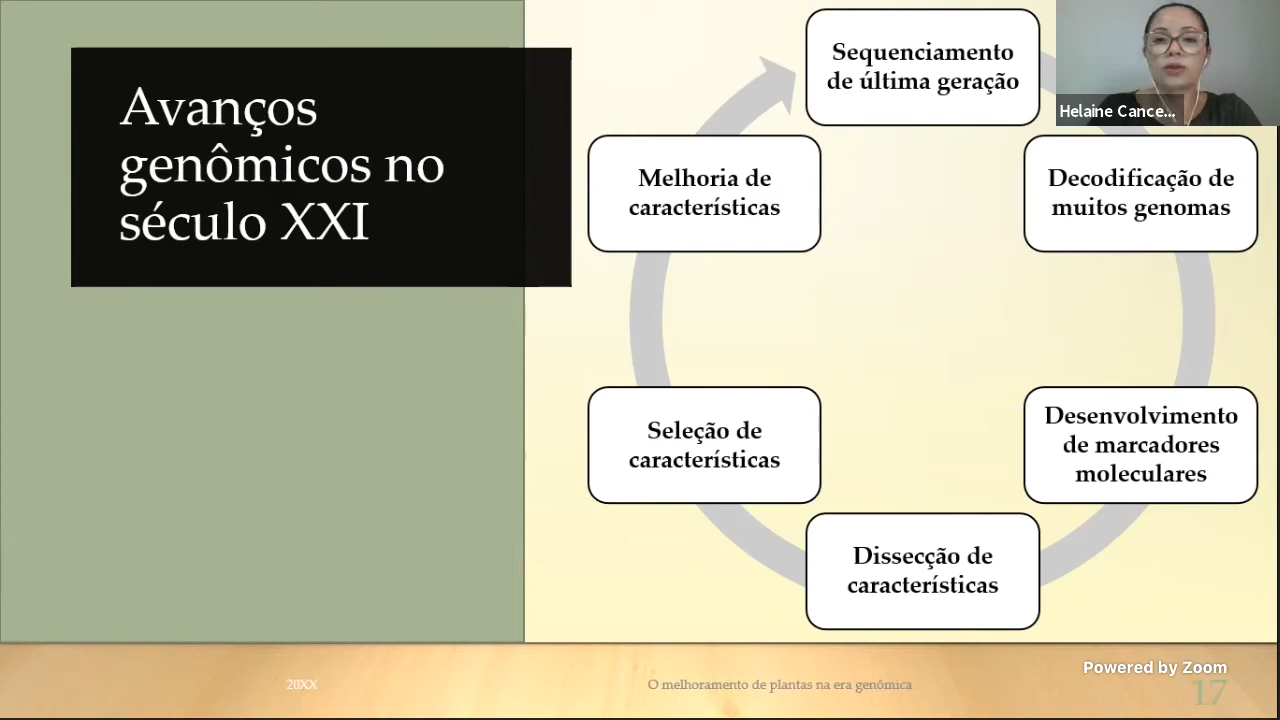 Avanços
genômicos no
século XXI
Sequenciamento
de última geração
Helaine Cance...
Decodificação de
muitos genomas
Desenvolvimento
de marcadores
moleculares
Dissecção de
características
Seleção de
características
Melhoria de
características
20XX
O melhoramento de plantas na era genômica
Powered by Zoom
17